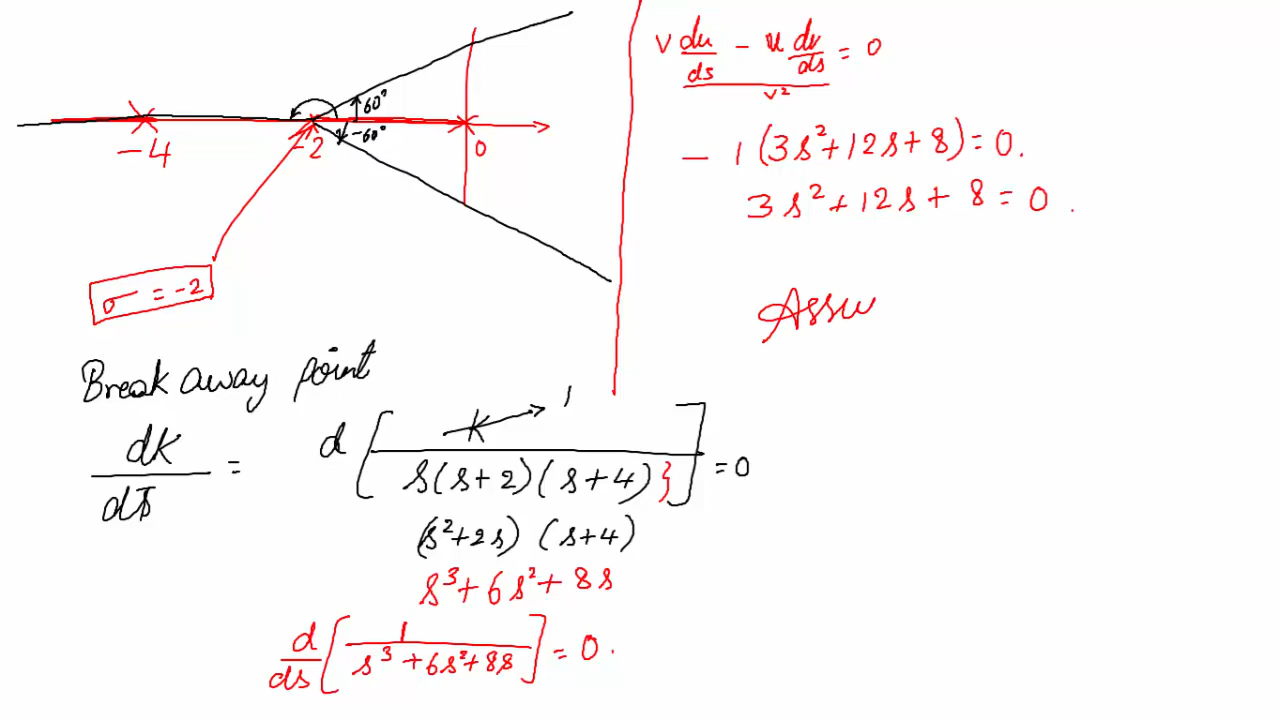 60°
-60°
-4
-2
0
σ = -2
Break away point
dK/ds = d[K → 1 / s(s+2)(s+4)}] = 0
(s²+2s) (s+4)
s³+6s²+8s
d/ds [1 / s³+6s²+8s] = 0.
v du/ds - u dv/ds / v² = 0
- 1(3s²+12s+8) = 0.
3s²+12s+8 = 0.
Assu